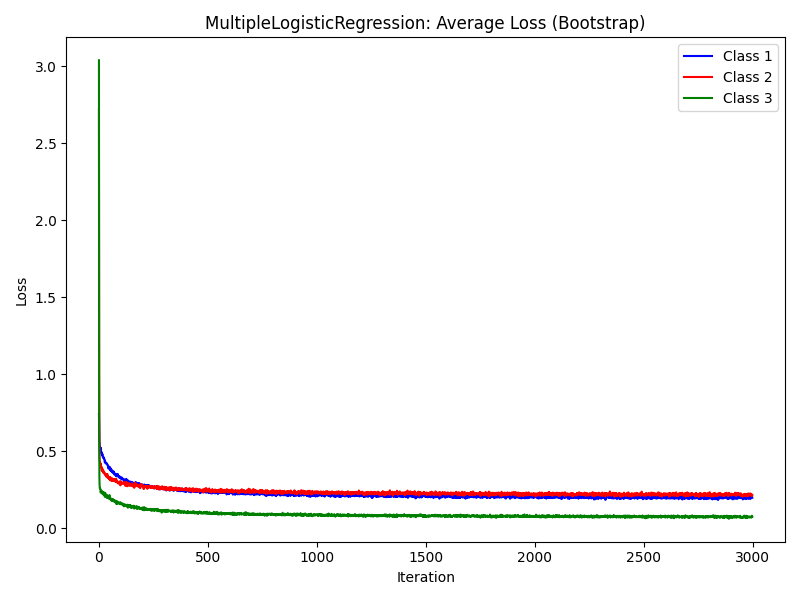 MultipleLogisticRegression: Average Loss (Bootstrap)
Class 1
Class 2
Class 3
3.0
2.5
2.0
1.5
1.0
0.5
0.0
Loss
0 500 1000 1500 2000 2500 3000
Iteration